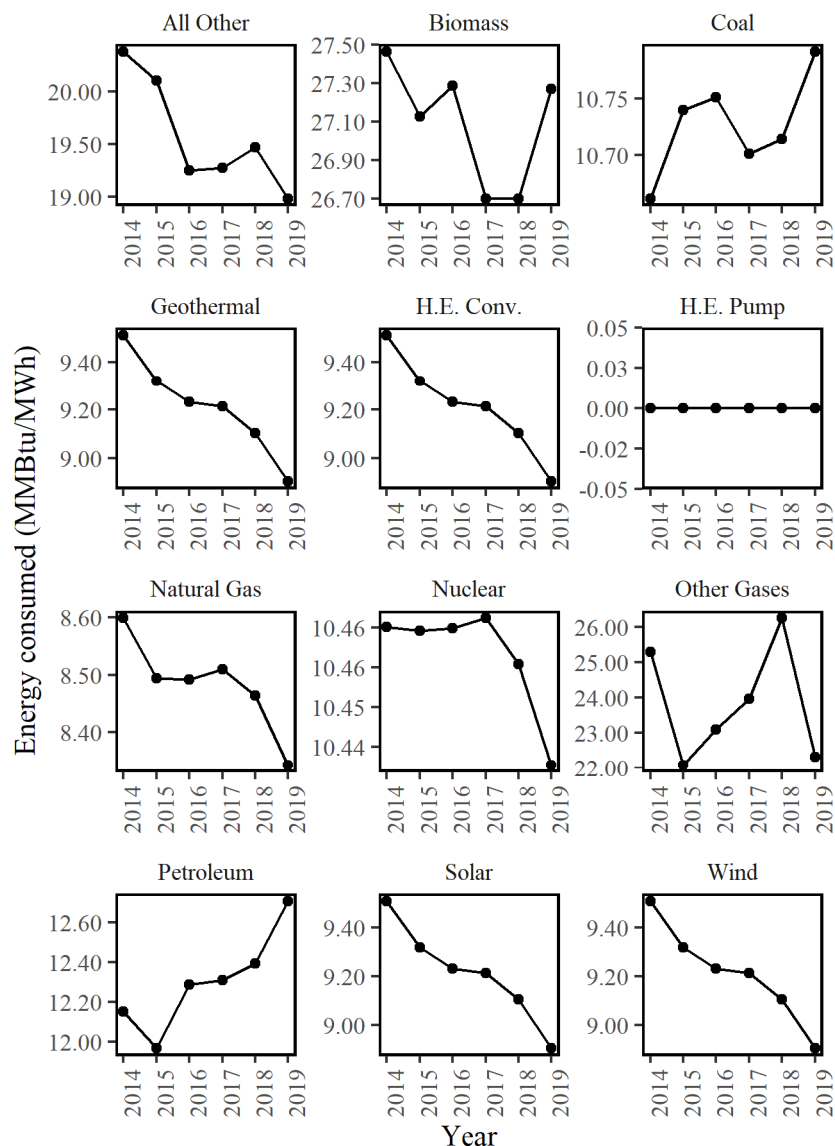 All Other
Biomass
Coal
20.00
19.50
19.00
27.50
27.30
27.10
26.90
26.70
10.75
10.70
2014 2015 2016 2017 2018 2019
2014 2015 2016 2017 2018 2019
2014 2015 2016 2017 2018 2019
Energy consumed (MMBtu/MWh)
Geothermal
H.E. Conv.
H.E. Pump
9.40
9.20
9.00
9.40
9.20
9.00
0.05
0.03
0.00
-0.02
-0.05
2014 2015 2016 2017 2018 2019
2014 2015 2016 2017 2018 2019
2014 2015 2016 2017 2018 2019
Natural Gas
Nuclear
Other Gases
8.60
8.50
8.40
10.46
10.46
10.45
10.44
26.00
25.00
24.00
23.00
22.00
2014 2015 2016 2017 2018 2019
2014 2015 2016 2017 2018 2019
2014 2015 2016 2017 2018 2019
Petroleum
Solar
Wind
12.60
12.40
12.20
12.00
9.40
9.20
9.00
9.40
9.20
9.00
2014 2015 2016 2017 2018 2019
2014 2015 2016 2017 2018 2019
2014 2015 2016 2017 2018 2019
Year